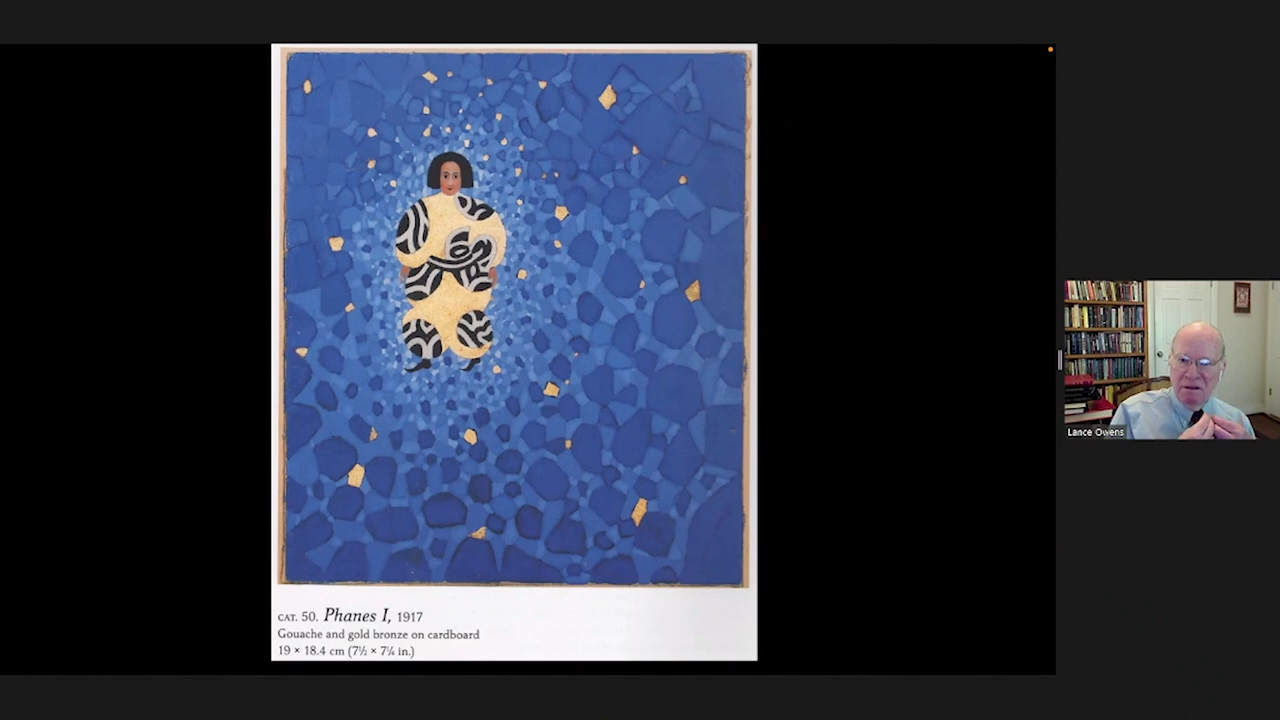 CAT. 50. Phanes I, 1917
Gouache and gold bronze on cardboard
19 × 18.4 cm (7½ × 7¼ in.)
Lance Owens